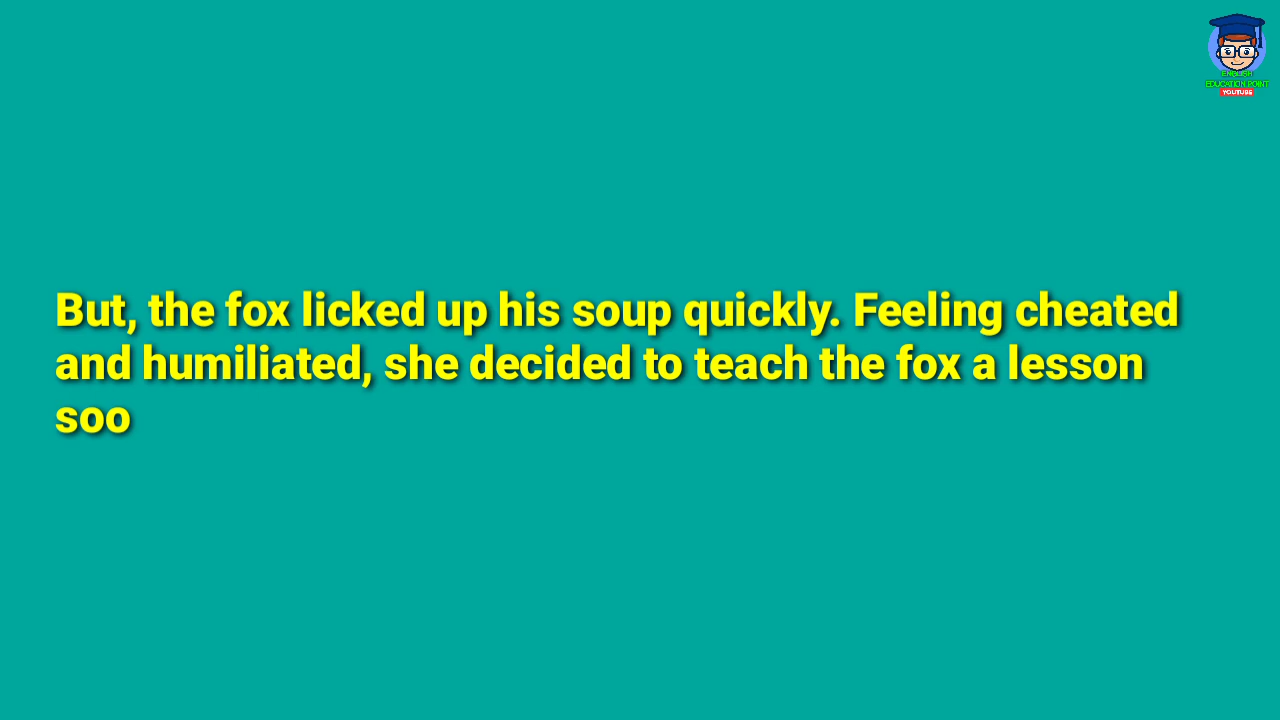 ENGLISH
EDUCATION POINT
YOUTUBE
But, the fox licked up his soup quickly. Feeling cheated
and humiliated, she decided to teach the fox a lesson
soo